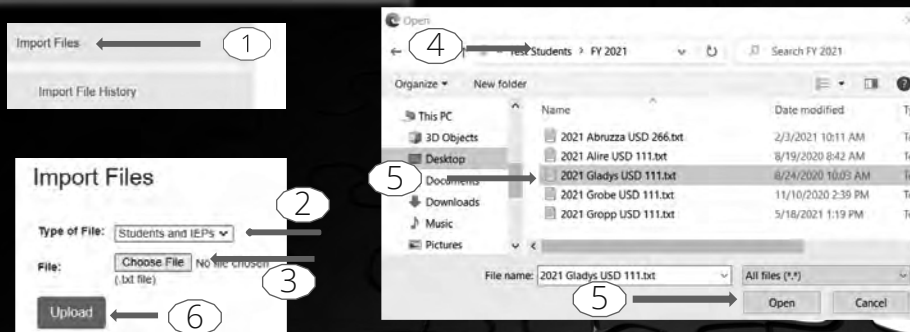 Import Files
1
Import File History
Import Files
2
Type of File: Students and IEPs
File: Choose File No file chosen
(.txt file)
3
Upload
6
Open
4
Test Students > FY 2021
Search FY 2021
Organize
New folder
This PC
3D Objects
Desktop
Documents
Downloads
Music
Pictures
5
Name
Date modified
2021 Abruzza USD 266.txt 2/3/2021 10:11 AM
2021 Alire USD 111.txt 8/19/2020 8:42 AM
2021 Gladys USD 111.txt 8/24/2020 10:03 AM
2021 Grobe USD 111.txt 11/10/2020 2:39 PM
2021 Gropp USD 111.txt 5/18/2021 1:19 PM
File name: 2021 Gladys USD 111.txt
All files (*.*)
5
Open
Cancel